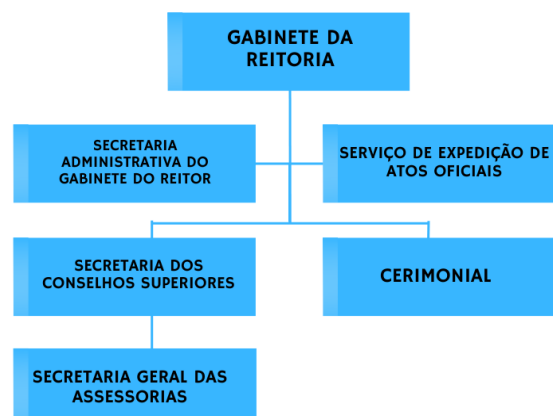 GABINETE DA
REITORIA
SECRETARIA
ADMINISTRATIVA DO
GABINETE DO REITOR
SERVIÇO DE EXPEDIÇÃO DE
ATOS OFICIAIS
SECRETARIA DOS
CONSELHOS SUPERIORES
CERIMONIAL
SECRETARIA GERAL DAS
ASSESSORIAS